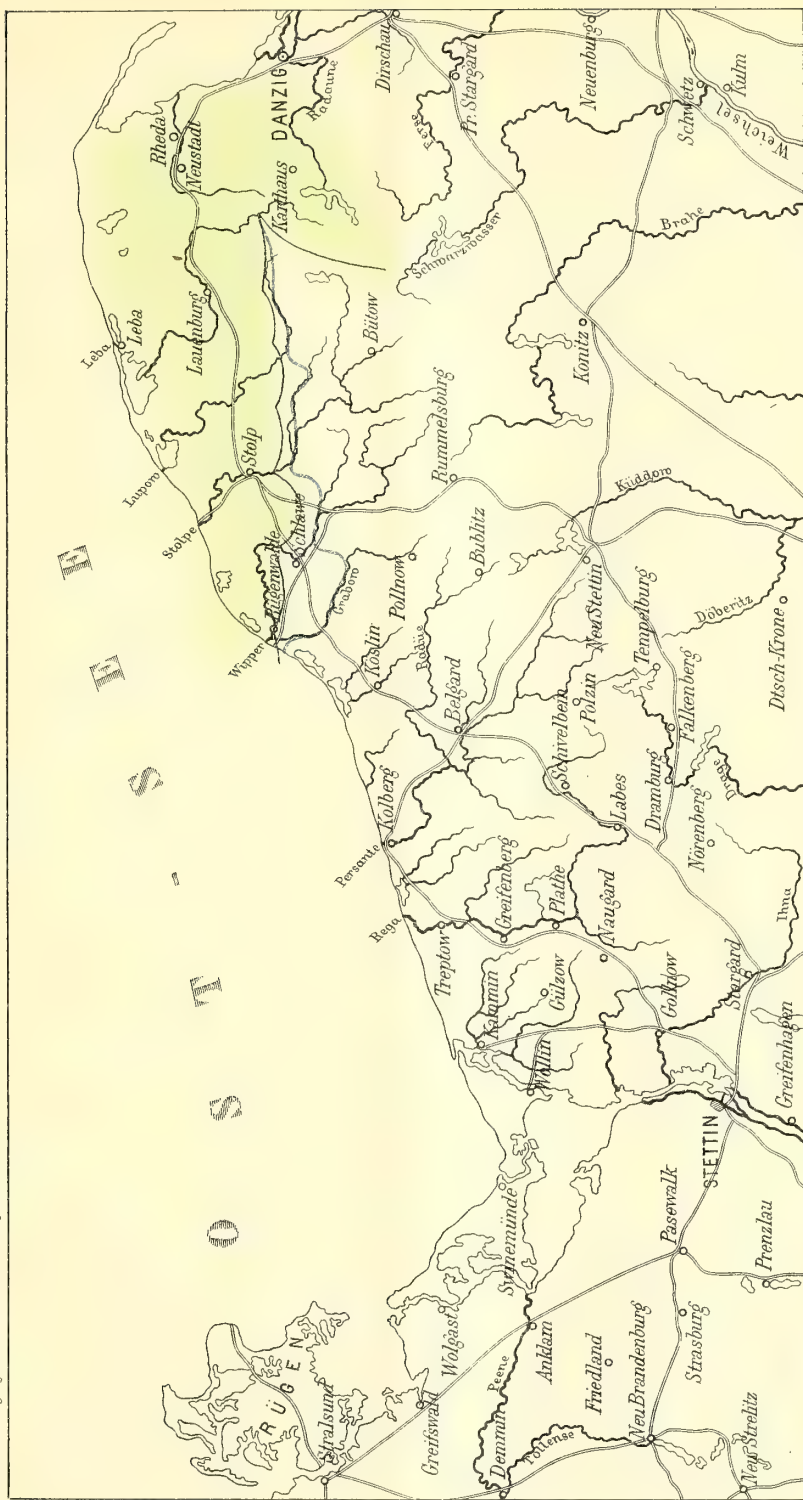 OST-SEE
RÜGEN
Stralsund
Greifswald
Wolgast
Swinemünde
Demmin
Peene
Anklam
Tollense
Friedland
Neu Brandenburg
Strasburg
Pasewalk
Neu Strelitz
Prenzlau
STETTIN
Greifenhagen
Stargard
Ihna
Gollnow
Wollin
Kammin
Gülzow
Naugard
Plathe
Greifenberg
Treptow
Rega
Persante
Kolberg
Labes
Schivelbein
Polzin
Nörenberg
Dramburg
Drage
Falkenberg
Tempelburg
Neu Stettin
Belgard
Radüe
Köslin
Bublitz
Pollnow
Grabow
Wipper
Rügenwalde
Schlawe
Stolpe
Stolp
Lupow
Rummelsburg
Bütow
Küddow
Döberitz
Dtsch-Krone
Konitz
Leba
Leba
Lauenburg
Rheda
Neustadt
Karthaus
DANZIG
Radaune
Dirschau
Ferse
Pr. Stargard
Schwarzwasser
Brahe
Neuenburg
Schwetz
Kulm
Weichsel